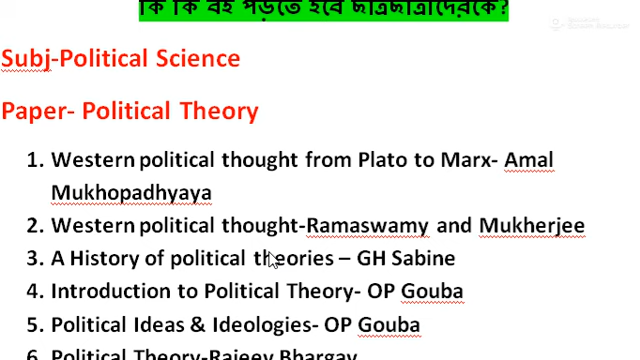 কি কি বই পড়তে হবে ছাত্রছাত্রীদেরকে?
Subj-Political Science
Paper- Political Theory
1. Western political thought from Plato to Marx- Amal
Mukhopadhyaya
2. Western political thought-Ramaswamy and Mukherjee
3. A History of political theories – GH Sabine
4. Introduction to Political Theory- OP Gouba
5. Political Ideas & Ideologies- OP Gouba
6. Political Theory-Rajeev Bhargav